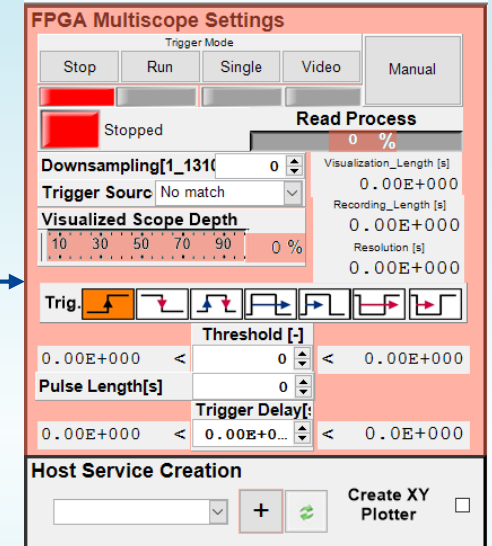 FPGA Multiscope Settings
Trigger Mode
Stop Run Single Video Manual
Stopped
Read Process
0 %
Downsampling[1_1310 0
Visualization_Length [s]
0.00E+000
Trigger Sourc No match
Recording_Length [s]
0.00E+000
Visualized Scope Depth
10 30 50 70 90 0 %
Resolution [s]
0.00E+000
Trig.
Threshold [-]
0.00E+000 < 0 < 0.00E+000
Pulse Length[s] 0
Trigger Delay[s
0.00E+000 < 0.00E+0… < 0.0E+000
Host Service Creation
+
Create XY
Plotter